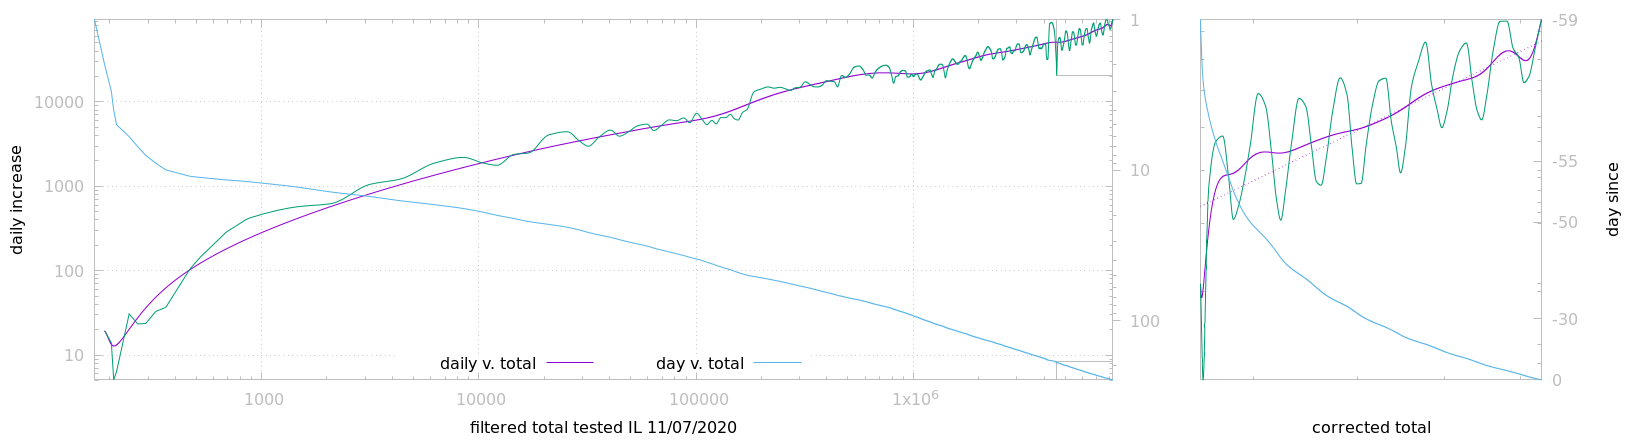 daily increase
10000
1000
100
10
daily v. total
day v. total
1000
10000
100000
1x10⁶
filtered total tested IL 11/07/2020
1
10
100
-59
-55
-50
-30
0
day since
corrected total